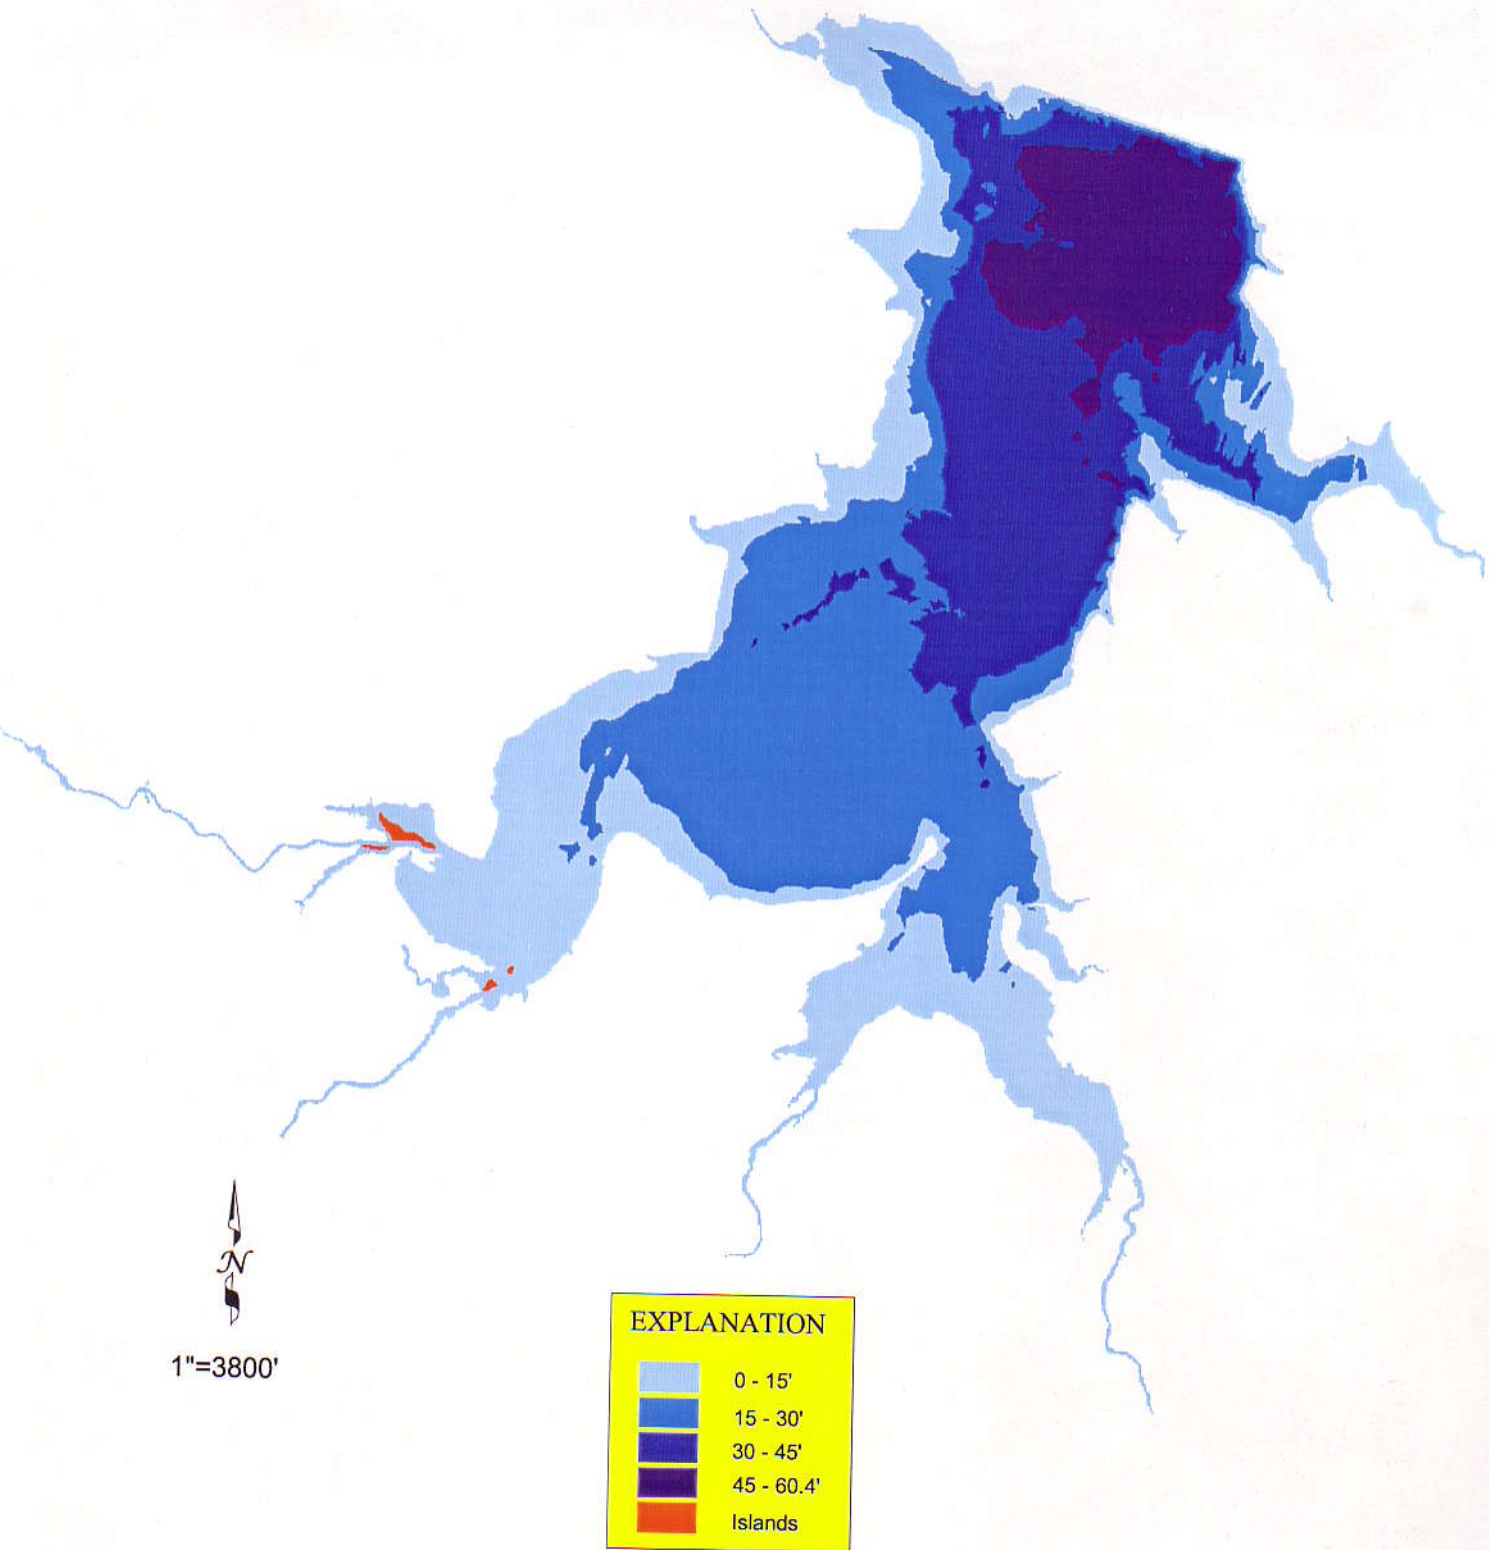 N
1"=3800'
EXPLANATION
0 - 15'
15 - 30'
30 - 45'
45 - 60.4'
Islands